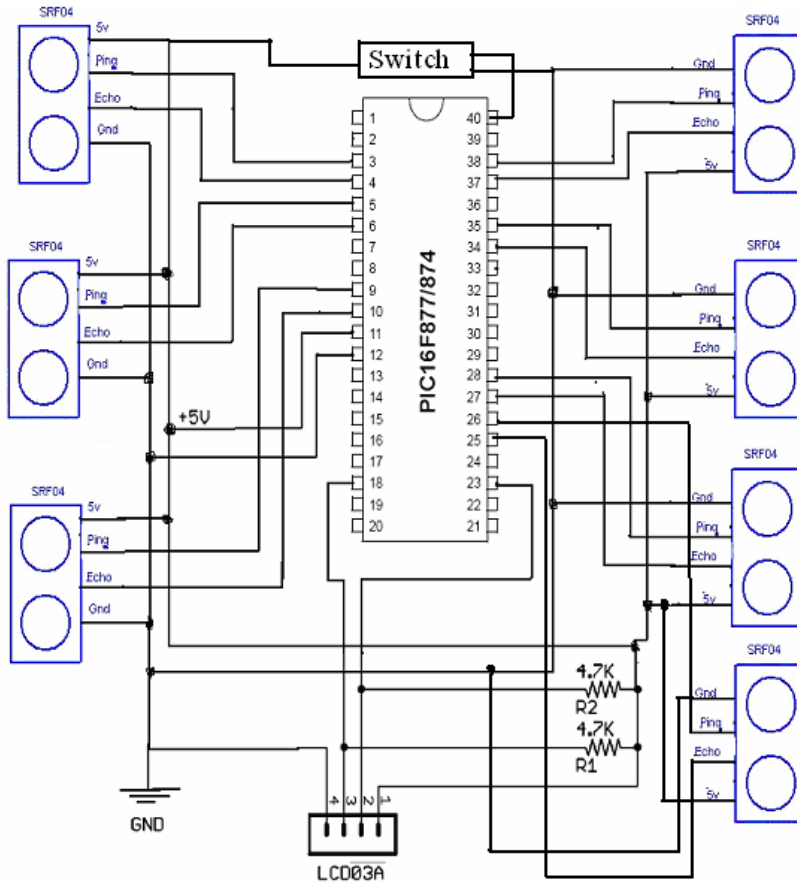 SRF04
5v
Ping
Echo
Gnd
SRF04
5v
Ping
Echo
Gnd
+5V
SRF04
5v
Ping
Echo
Gnd
GND
Switch
PIC16F877/874
1
2
3
4
5
6
7
8
9
10
11
12
13
14
15
16
17
18
19
20
40
39
38
37
36
35
34
33
32
31
30
29
28
27
26
25
24
23
22
21
SRF04
Gnd
Ping
Echo
5v
SRF04
Gnd
Ping
Echo
5v
SRF04
Gnd
Ping
Echo
5v
SRF04
Gnd
Ping
Echo
5v
4.7K
R2
4.7K
R1
4 3 2 1
LCD03A